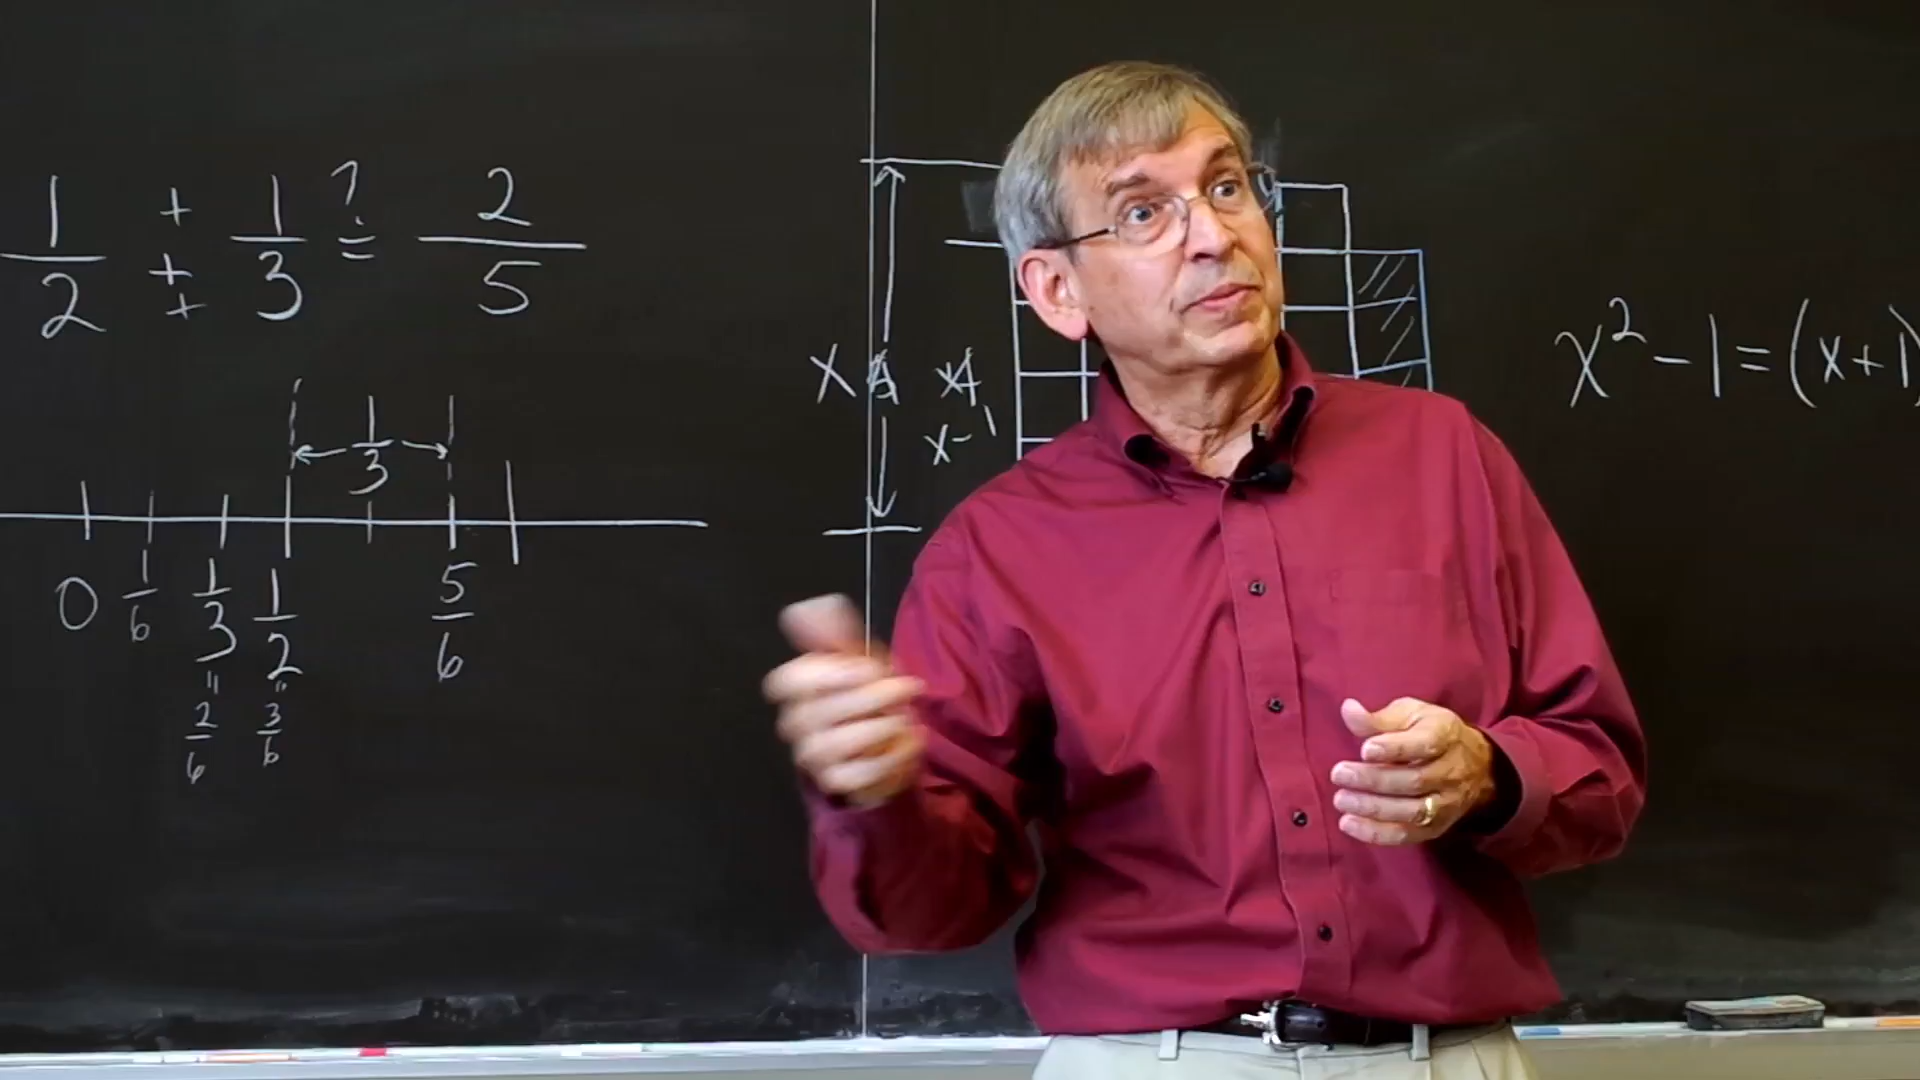 1/2 + 1/3 ?= 2/5
+
+
1/3
0 1/6 1/3 1/2 5/6
" "
2/6 3/6
X
x-1
x² - 1 = (x+1)